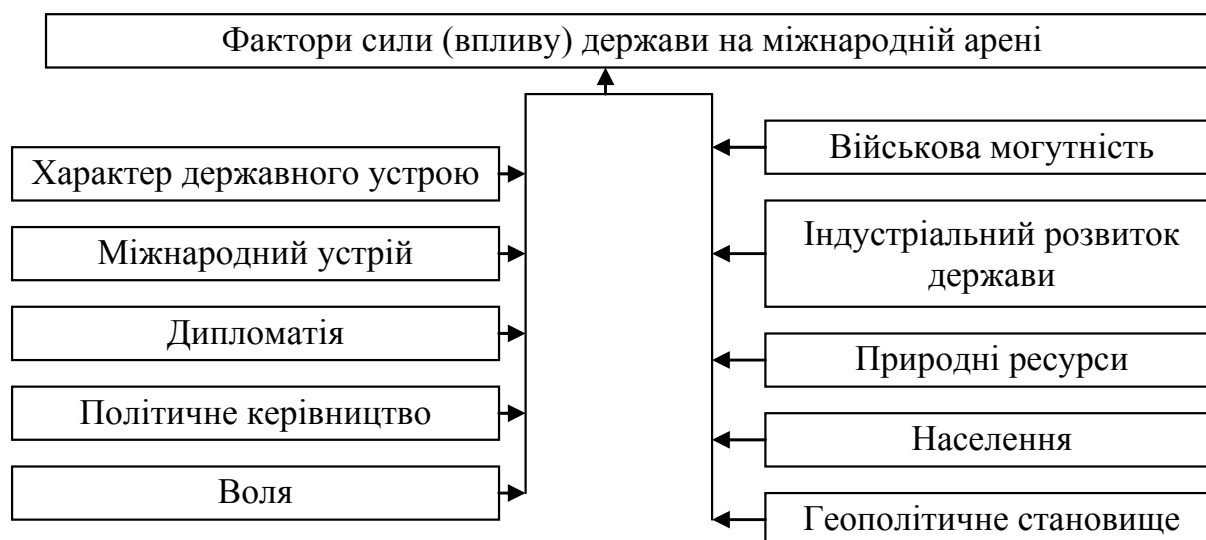 Фактори сили (впливу) держави на міжнародній арені
Характер державного устрою
Міжнародний устрій
Дипломатія
Політичне керівництво
Воля
Військова могутність
Індустріальний розвиток
держави
Природні ресурси
Населення
Геополітичне становище